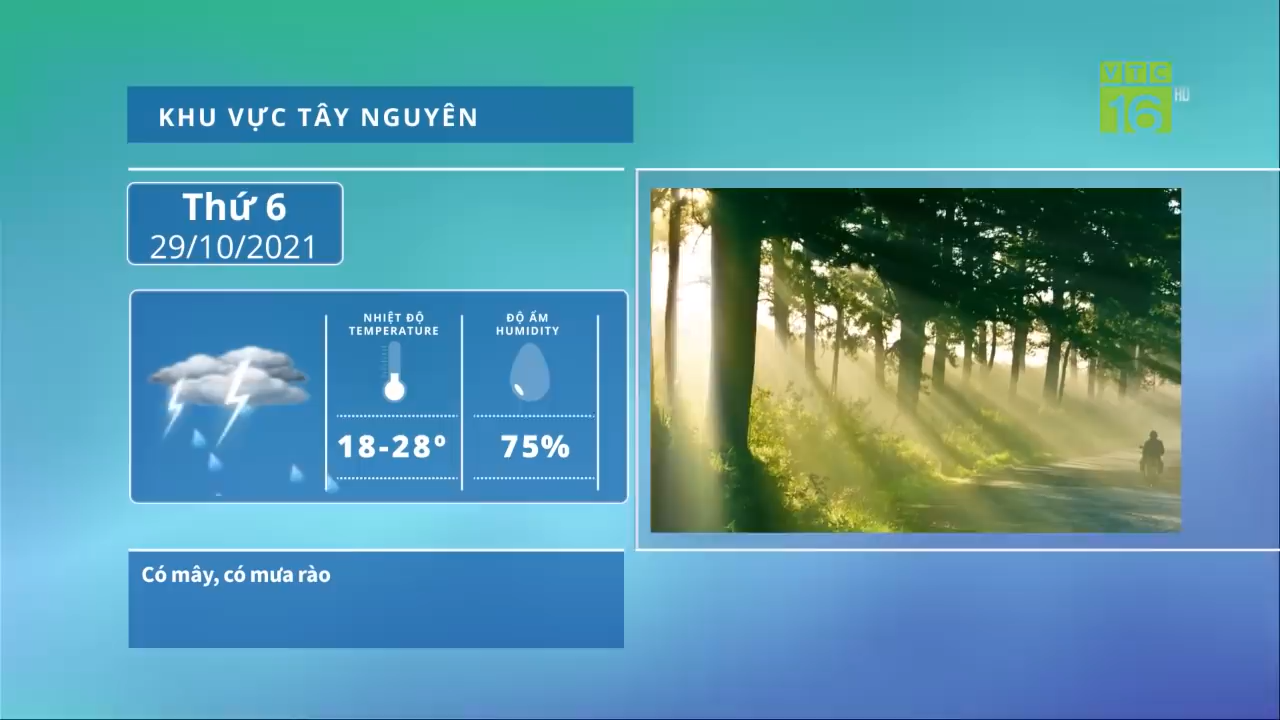 VTC
16
HD
KHU VỰC TÂY NGUYÊN
Thứ 6
29/10/2021
NHIỆT ĐỘ
TEMPERATURE
18-28º
ĐỘ ẨM
HUMIDITY
75%
Có mây, có mưa rào